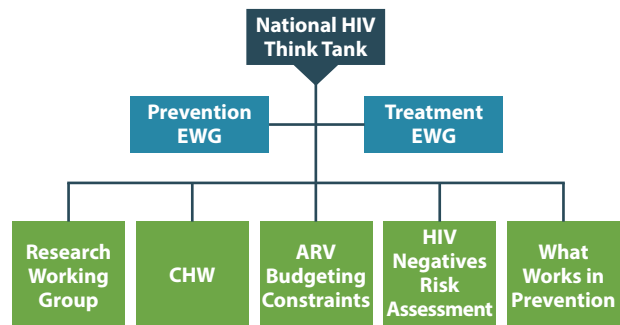 National HIV
Think Tank
Prevention
EWG
Treatment
EWG
Research
Working
Group
CHW
ARV
Budgeting
Constraints
HIV
Negatives
Risk
Assessment
What
Works in
Prevention